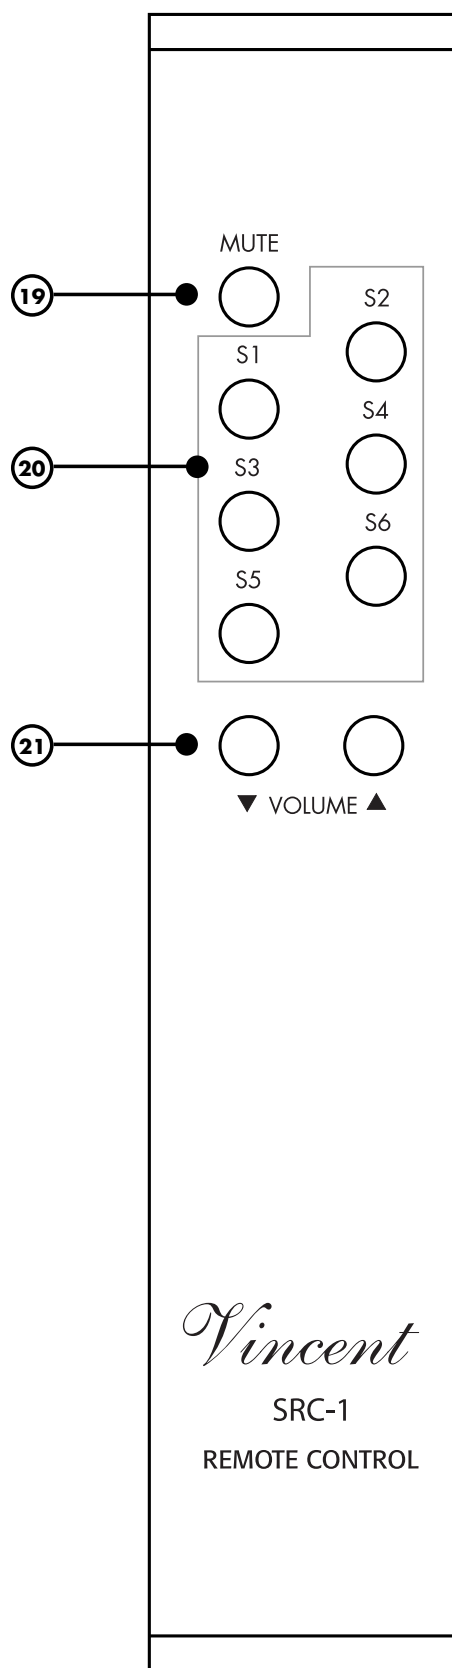 MUTE
19
S2
S1
S4
20
S3
S6
S5
21
▼ VOLUME ▲
Vincent
SRC-1
REMOTE CONTROL